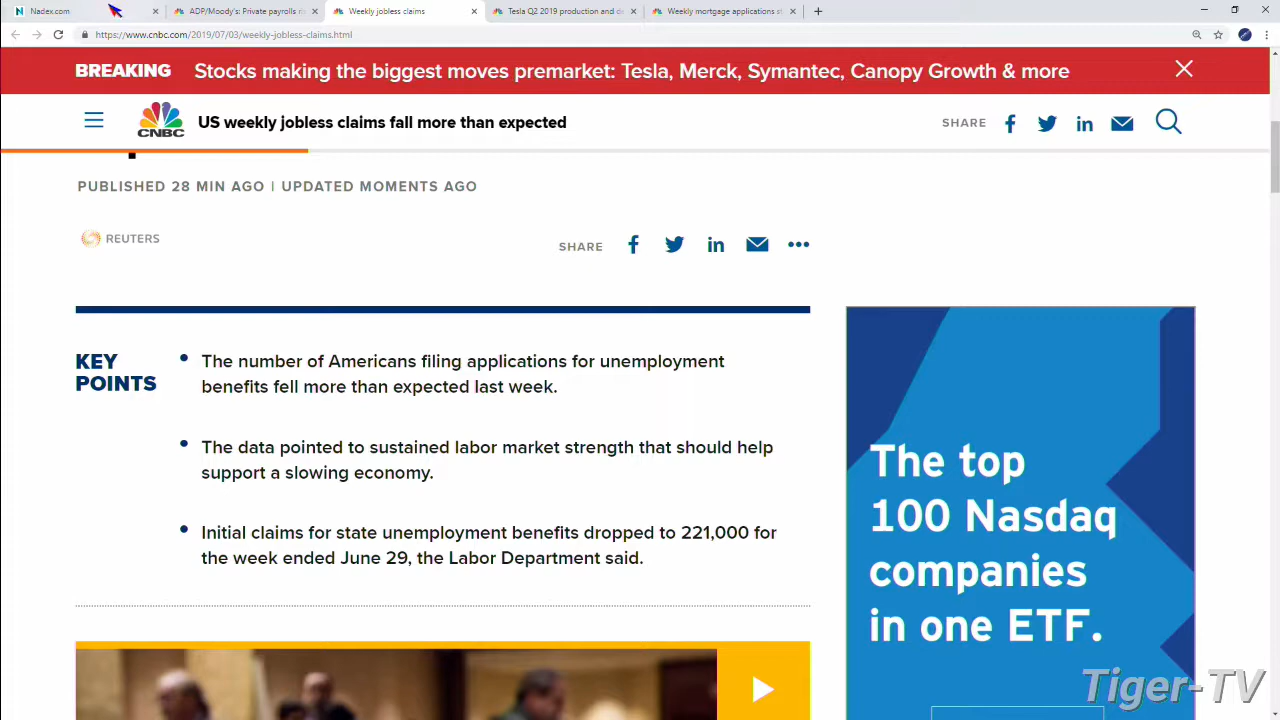 Nadex.com
ADP/Moody's: Private payrolls ri
Weekly jobless claims
Tesla Q2 2019 production and de
Weekly mortgage applications st
https://www.cnbc.com/2019/07/03/weekly-jobless-claims.html
BREAKING Stocks making the biggest moves premarket: Tesla, Merck, Symantec, Canopy Growth & more
CNBC
US weekly jobless claims fall more than expected
SHARE
PUBLISHED 28 MIN AGO | UPDATED MOMENTS AGO
REUTERS
SHARE
KEY
POINTS
The number of Americans filing applications for unemployment
benefits fell more than expected last week.
The data pointed to sustained labor market strength that should help
support a slowing economy.
Initial claims for state unemployment benefits dropped to 221,000 for
the week ended June 29, the Labor Department said.
The top
100 Nasdaq
companies
in one ETF.
Tiger-TV